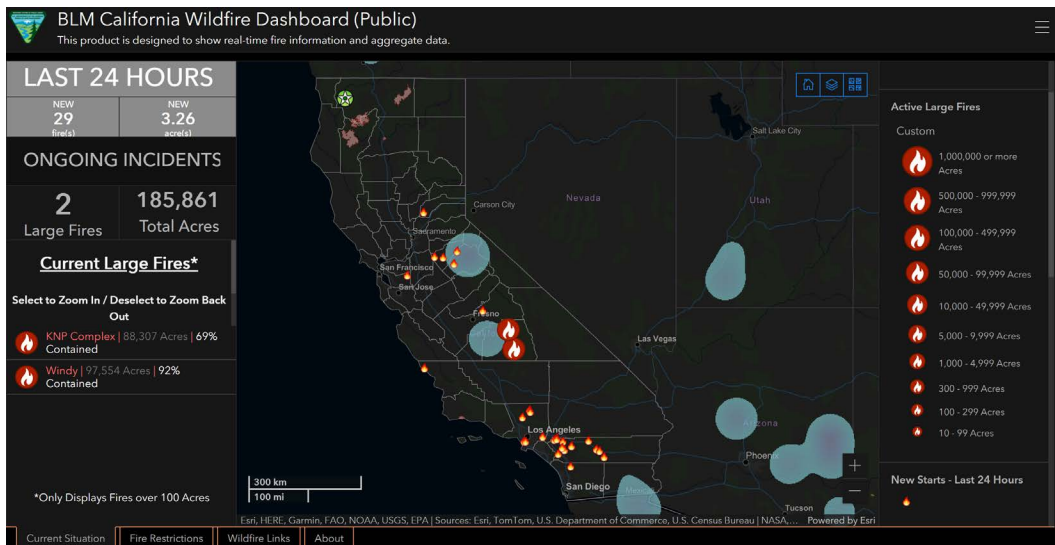 BLM California Wildfire Dashboard (Public)
This product is designed to show real-time fire information and aggregate data.
LAST 24 HOURS
NEW
29
fire(s)
NEW
3.26
acre(s)
ONGOING INCIDENTS
2
Large Fires
185,861
Total Acres
Current Large Fires*
Select to Zoom In / Deselect to Zoom Back
Out
KNP Complex | 88,307 Acres | 69%
Contained
Windy | 97,554 Acres | 92%
Contained
*Only Displays Fires over 100 Acres
Salt Lake City
Nevada
Utah
Carson City
Sacramento
San Francisco
San Jose
Fresno
Las Vegas
Los Angeles
Arizona
Phoenix
San Diego
Mexicali
Tucson
300 km
100 mi
+
−
Esri, HERE, Garmin, FAO, NOAA, USGS, EPA | Sources: Esri, TomTom, U.S. Department of Commerce, U.S. Census Bureau | NASA,...
Powered by Esri
Active Large Fires
Custom
1,000,000 or more
Acres
500,000 - 999,999
Acres
100,000 - 499,999
Acres
50,000 - 99,999 Acres
10,000 - 49,999 Acres
5,000 - 9,999 Acres
1,000 - 4,999 Acres
300 - 999 Acres
100 - 299 Acres
10 - 99 Acres
New Starts - Last 24 Hours
Current Situation
Fire Restrictions
Wildfire Links
About